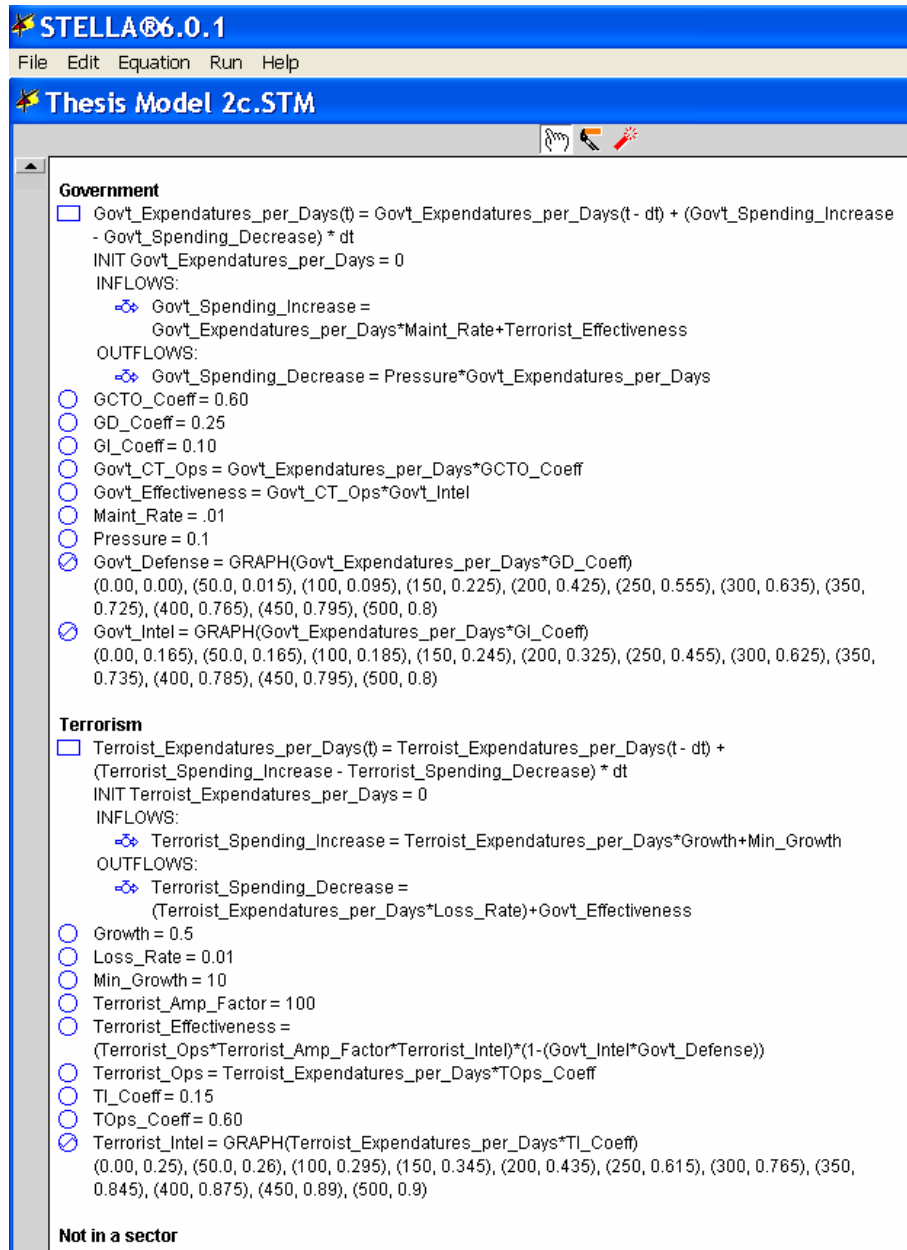 STELLA®6.0.1
File Edit Equation Run Help
Thesis Model 2c.STM
Government
Gov't_Expendatures_per_Days(t) = Gov't_Expendatures_per_Days(t - dt) + (Gov't_Spending_Increase
- Gov't_Spending_Decrease) * dt
INIT Gov't_Expendatures_per_Days = 0
INFLOWS:
Gov't_Spending_Increase =
Gov't_Expendatures_per_Days*Maint_Rate+Terrorist_Effectiveness
OUTFLOWS:
Gov't_Spending_Decrease = Pressure*Gov't_Expendatures_per_Days
GCTO_Coeff = 0.60
GD_Coeff = 0.25
GI_Coeff = 0.10
Gov't_CT_Ops = Gov't_Expendatures_per_Days*GCTO_Coeff
Gov't_Effectiveness = Gov't_CT_Ops*Gov't_Intel
Maint_Rate = .01
Pressure = 0.1
Gov't_Defense = GRAPH(Gov't_Expendatures_per_Days*GD_Coeff)
(0.00, 0.00), (50.0, 0.015), (100, 0.095), (150, 0.225), (200, 0.425), (250, 0.555), (300, 0.635), (350,
0.725), (400, 0.765), (450, 0.795), (500, 0.8)
Gov't_Intel = GRAPH(Gov't_Expendatures_per_Days*GI_Coeff)
(0.00, 0.165), (50.0, 0.165), (100, 0.185), (150, 0.245), (200, 0.325), (250, 0.455), (300, 0.625), (350,
0.735), (400, 0.785), (450, 0.795), (500, 0.8)
Terrorism
Terroist_Expendatures_per_Days(t) = Terroist_Expendatures_per_Days(t - dt) +
(Terrorist_Spending_Increase - Terrorist_Spending_Decrease) * dt
INIT Terroist_Expendatures_per_Days = 0
INFLOWS:
Terrorist_Spending_Increase = Terroist_Expendatures_per_Days*Growth+Min_Growth
OUTFLOWS:
Terrorist_Spending_Decrease =
(Terroist_Expendatures_per_Days*Loss_Rate)+Gov't_Effectiveness
Growth = 0.5
Loss_Rate = 0.01
Min_Growth = 10
Terrorist_Amp_Factor = 100
Terrorist_Effectiveness =
(Terrorist_Ops*Terrorist_Amp_Factor*Terrorist_Intel)*(1-(Gov't_Intel*Gov't_Defense))
Terrorist_Ops = Terroist_Expendatures_per_Days*TOps_Coeff
TI_Coeff = 0.15
TOps_Coeff = 0.60
Terrorist_Intel = GRAPH(Terroist_Expendatures_per_Days*TI_Coeff)
(0.00, 0.25), (50.0, 0.26), (100, 0.295), (150, 0.345), (200, 0.435), (250, 0.615), (300, 0.765), (350,
0.845), (400, 0.875), (450, 0.89), (500, 0.9)
Not in a sector